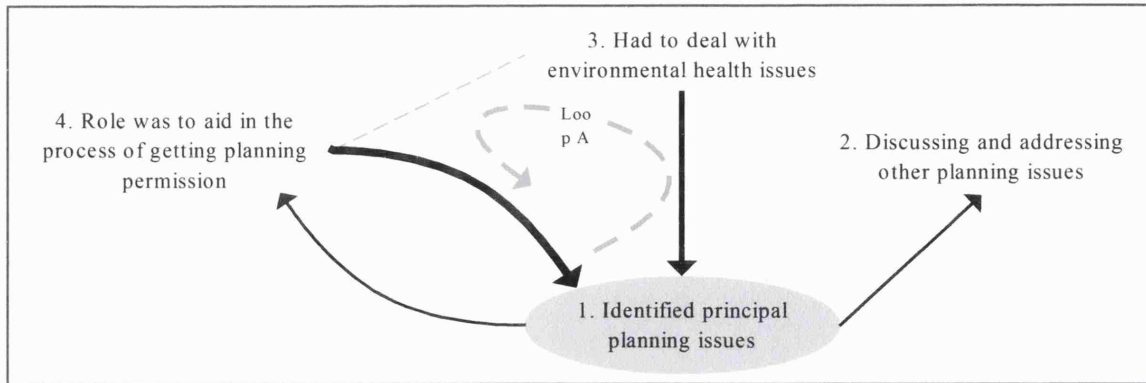 3. Had to deal with
environmental health issues
Loo
p A
4. Role was to aid in the
process of getting planning
permission
2. Discussing and addressing
other planning issues
1. Identified principal
planning issues